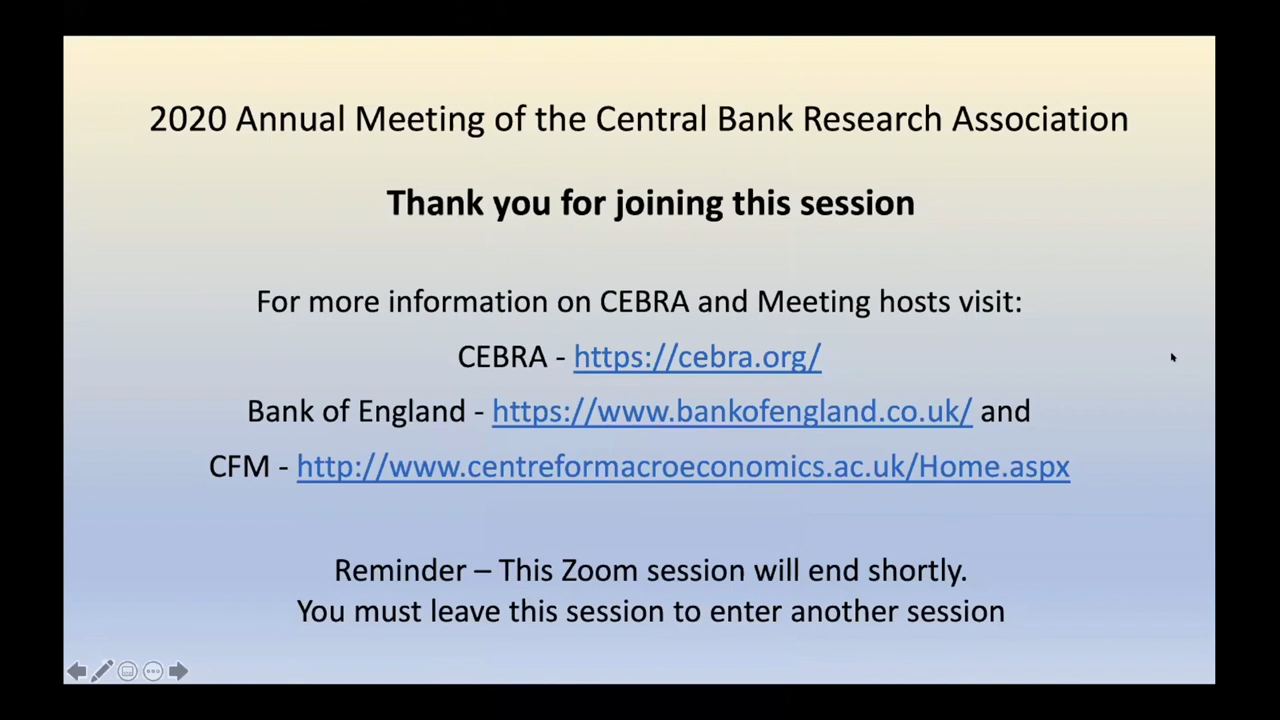 2020 Annual Meeting of the Central Bank Research Association
Thank you for joining this session
For more information on CEBRA and Meeting hosts visit:
CEBRA - https://cebra.org/
Bank of England - https://www.bankofengland.co.uk/ and
CFM - http://www.centreformacroeconomics.ac.uk/Home.aspx
Reminder – This Zoom session will end shortly.
You must leave this session to enter another session